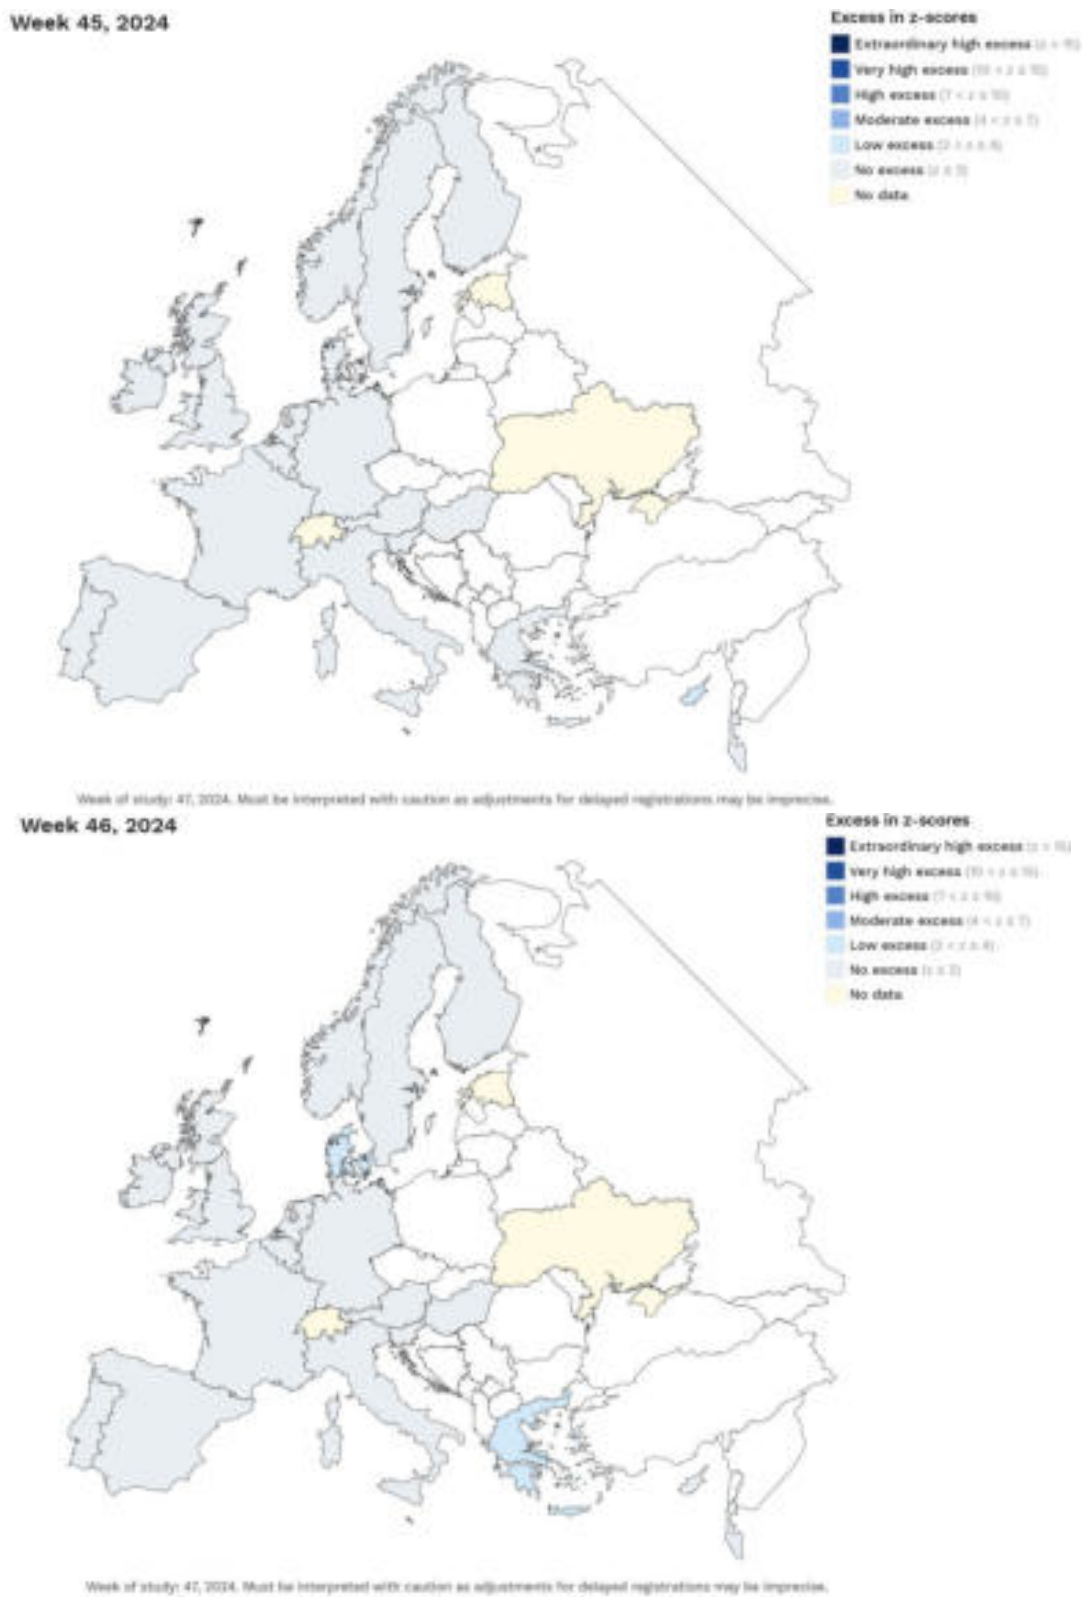 Week 45, 2024
Excess in z-scores
Extraordinary high excess
Very high excess
High excess
Moderate excess
Low excess
No excess
No data
Week of study: 47, 2024. Must be interpreted with caution as adjustments for delayed registrations may be imprecise.
Week 46, 2024
Excess in z-scores
Extraordinary high excess
Very high excess
High excess
Moderate excess
Low excess
No excess
No data
Week of study: 47, 2024. Must be interpreted with caution as adjustments for delayed registrations may be imprecise.